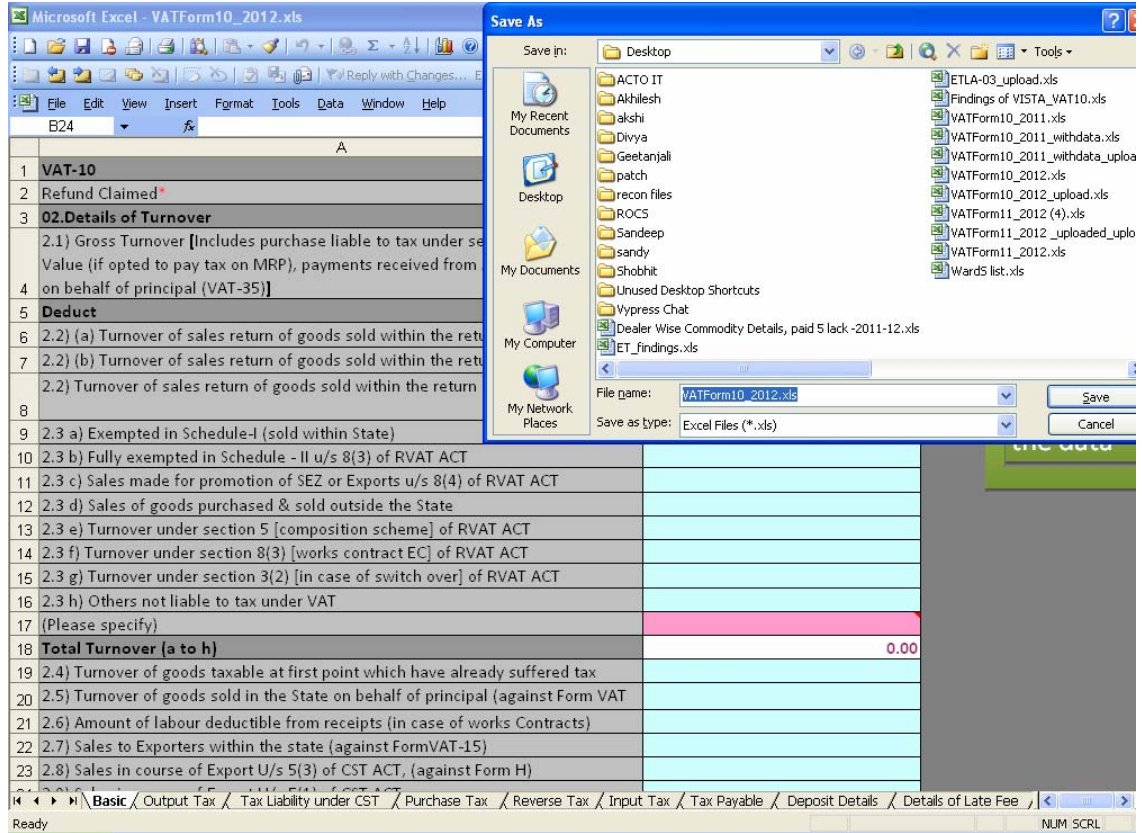 Microsoft Excel - VATForm10_2012.xls
Reply with Changes...
File Edit View Insert Format Tools Data Window Help
B24 fx
A
1 VAT-10
2 Refund Claimed*
3 02.Details of Turnover
2.1) Gross Turnover [Includes purchase liable to tax under
Value (if opted to pay tax on MRP), payments received from
4 on behalf of principal (VAT-35)]
5 Deduct
6 2.2) (a) Turnover of sales return of goods sold within the
7 2.2) (b) Turnover of sales return of goods sold within the
2.2) Turnover of sales return of goods sold within the return
8
9 2.3 a) Exempted in Schedule-I (sold within State)
10 2.3 b) Fully exempted in Schedule - II u/s 8(3) of RVAT ACT
11 2.3 c) Sales made for promotion of SEZ or Exports u/s 8(4) of RVAT ACT
12 2.3 d) Sales of goods purchased & sold outside the State
13 2.3 e) Turnover under section 5 [composition scheme] of RVAT ACT
14 2.3 f) Turnover under section 8(3) [works contract EC] of RVAT ACT
15 2.3 g) Turnover under section 3(2) [in case of switch over] of RVAT ACT
16 2.3 h) Others not liable to tax under VAT
17 (Please specify)
18 Total Turnover (a to h) 0.00
19 2.4) Turnover of goods taxable at first point which have already suffered tax
20 2.5) Turnover of goods sold in the State on behalf of principal (against Form VAT
21 2.6) Amount of labour deductible from receipts (in case of works Contracts)
22 2.7) Sales to Exporters within the state (against FormVAT-15)
23 2.8) Sales in course of Export U/s 5(3) of CST ACT, (against Form H)
Basic / Output Tax / Tax Liability under CST / Purchase Tax / Reverse Tax / Input Tax / Tax Payable / Deposit Details / Details of Late Fee /
Ready NUM SCRL
Save As
Save in: Desktop Tools
My Recent
Documents
Desktop
My Documents
My Computer
My Network
Places
ACTO IT
Akhilesh
akshi
Divya
Geetanjali
patch
recon files
ROCS
Sandeep
sandy
Shobhit
Unused Desktop Shortcuts
Vypress Chat
Dealer Wise Commodity Details, paid 5 lack -2011-12.xls
ET_findings.xls
ETLA-03_upload.xls
Findings of VISTA_VAT10.xls
VATForm10_2011.xls
VATForm10_2011_withdata.xls
VATForm10_2011_withdata_uploa
VATForm10_2012.xls
VATForm10_2012_upload.xls
VATForm11_2012 (4).xls
VATForm11_2012 _uploaded_uplo
VATForm11_2012.xls
Ward5 list.xls
File name: VATForm10_2012.xls Save
Save as type: Excel Files (*.xls) Cancel
the data